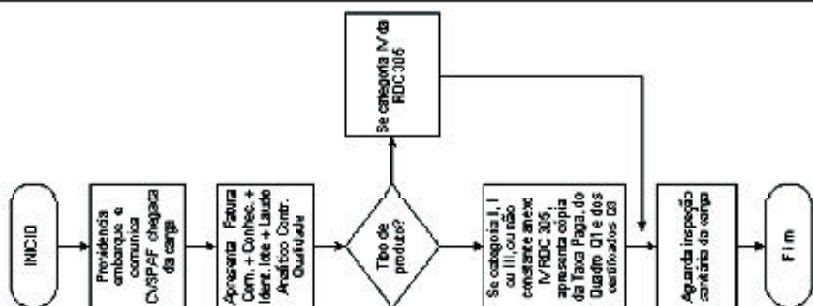 INICIO
Providencia
embarque e
comunica
CVSPAF chegada
da carga
Apresenta Fatura
Com. + Conhec. +
Ident. lote + Laudo
Analítico Contr.
Qualidade
Tipo de
produto?
Se categoria IV da
RDC 305
Se categoria II, I
ou III, ou não
constante anexo
IV RDC 305,
apresenta cópia
da Taxa Paga, do
Quadro Q1 e dos
certificados Q3
Aguarda inspeção
sanitária da carga
Fim